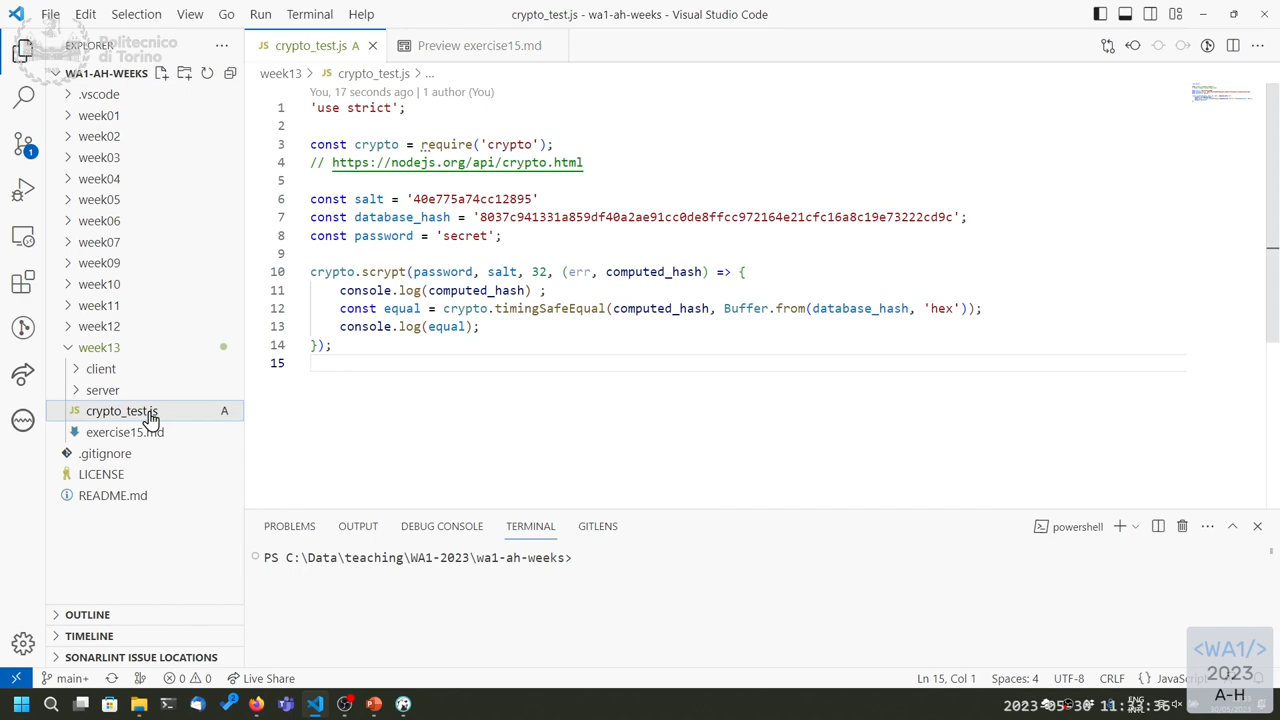 File Edit Selection View Go Run Terminal Help
crypto_test.js - wa1-ah-weeks - Visual Studio Code
Politecnico
di Torino
EXPLORER
WA1-AH-WEEKS
.vscode
week01
week02
week03
week04
week05
week06
week07
week09
week10
week11
week12
week13
client
server
crypto_test.js A
exercise15.md
.gitignore
LICENSE
README.md
OUTLINE
TIMELINE
SONARLINT ISSUE LOCATIONS
crypto_test.js A
Preview exercise15.md
week13 > JS crypto_test.js > ...
You, 17 seconds ago | 1 author (You)
1 'use strict';
2
3 const crypto = require('crypto');
4 // https://nodejs.org/api/crypto.html
5
6 const salt = '40e775a74cc12895'
7 const database_hash = '8037c941331a859df40a2ae91cc0de8ffcc972164e21cfc16a8c19e73222cd9c';
8 const password = 'secret';
9
10 crypto.scrypt(password, salt, 32, (err, computed_hash) => {
11 console.log(computed_hash) ;
12 const equal = crypto.timingSafeEqual(computed_hash, Buffer.from(database_hash, 'hex'));
13 console.log(equal);
14 });
15
PROBLEMS OUTPUT DEBUG CONSOLE TERMINAL GITLENS
powershell
PS C:\Data\teaching\WA1-2023\wa1-ah-weeks>
main+ 0 0 Live Share
Ln 15, Col 1 Spaces: 4 UTF-8 CRLF
<WA1/>
2023
A-H